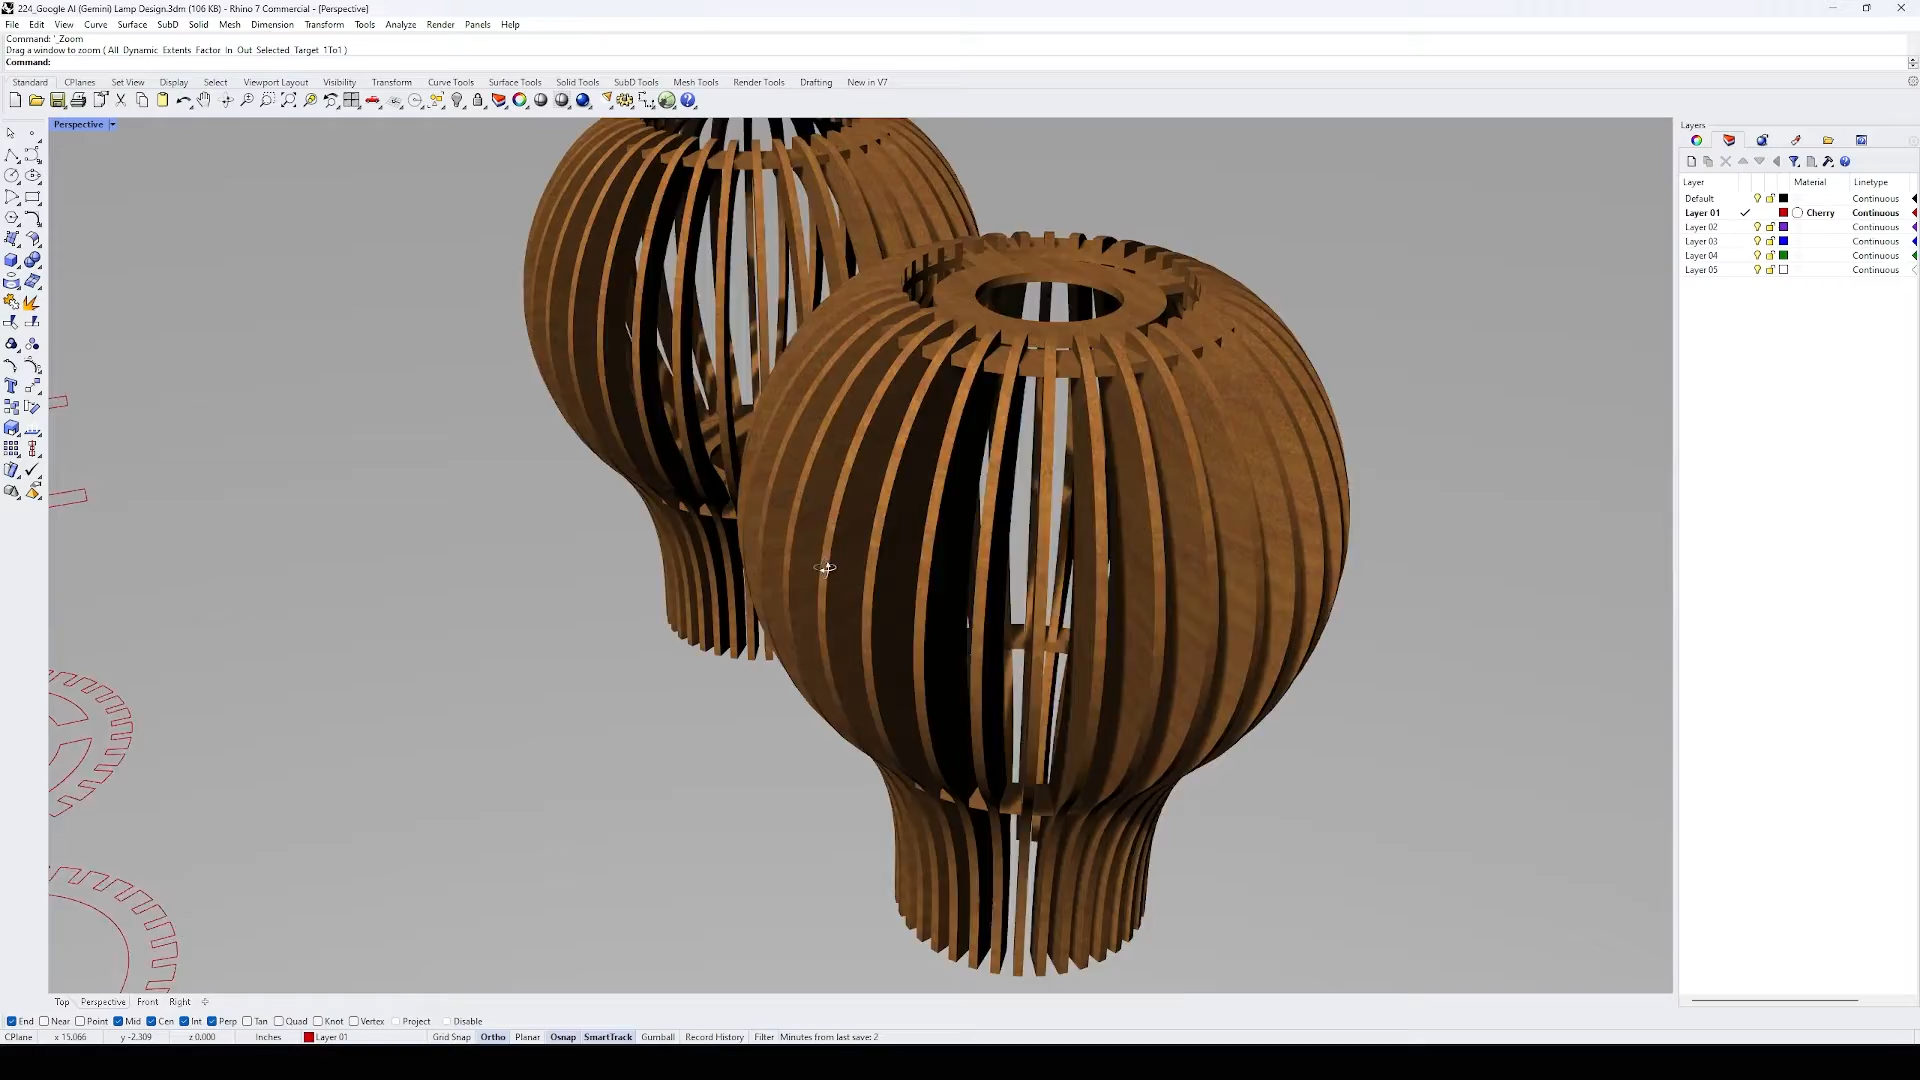 224_Google AI (Gemini) Lamp Design.3dm (106 KB) - Rhino 7 Commercial - [Perspective]
File Edit View Curve Surface SubD Solid Mesh Dimension Transform Tools Analyze Render Panels Help
Command: '_Zoom
Drag a window to zoom ( All Dynamic Extents Factor In Out Selected Target 1To1 )
Command:
Standard CPlanes Set View Display Select Viewport Layout Visibility Transform Curve Tools Surface Tools Solid Tools SubD Tools Mesh Tools Render Tools Drafting New in V7
Perspective
Layers
Layer Material Linetype
Default Continuous
Layer 01 Cherry Continuous
Layer 02 Continuous
Layer 03 Continuous
Layer 04 Continuous
Layer 05 Continuous
Top Perspective Front Right
End Near Point Mid Cen Int Perp Tan Quad Knot Vertex Project Disable
CPlane x 15.066 y -2.309 z 0.000 Inches Layer 01 Grid Snap Ortho Planar Osnap SmartTrack Gumball Record History Filter Minutes from last save: 2